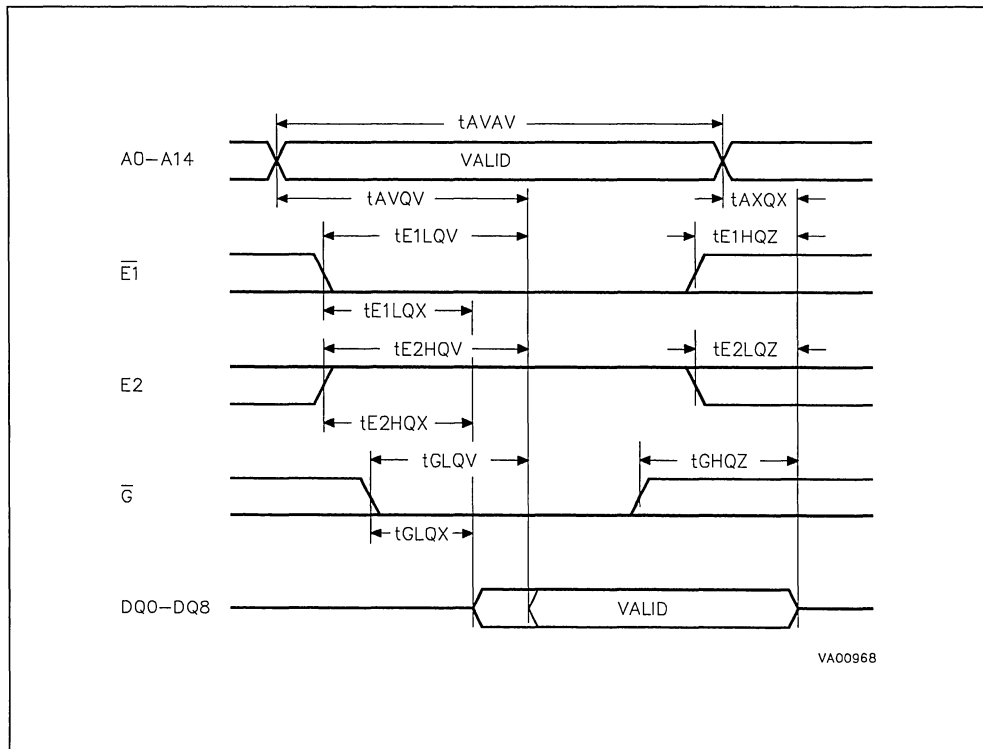 tAVAV
A0-A14 VALID
tAVQV tAXQX
tE1LQV tE1HQZ
E1
tE1LQX
tE2HQV tE2LQZ
E2
tE2HQX
tGLQV tGHQZ
G
tGLQX
DQ0-DQ8 VALID
VA00968